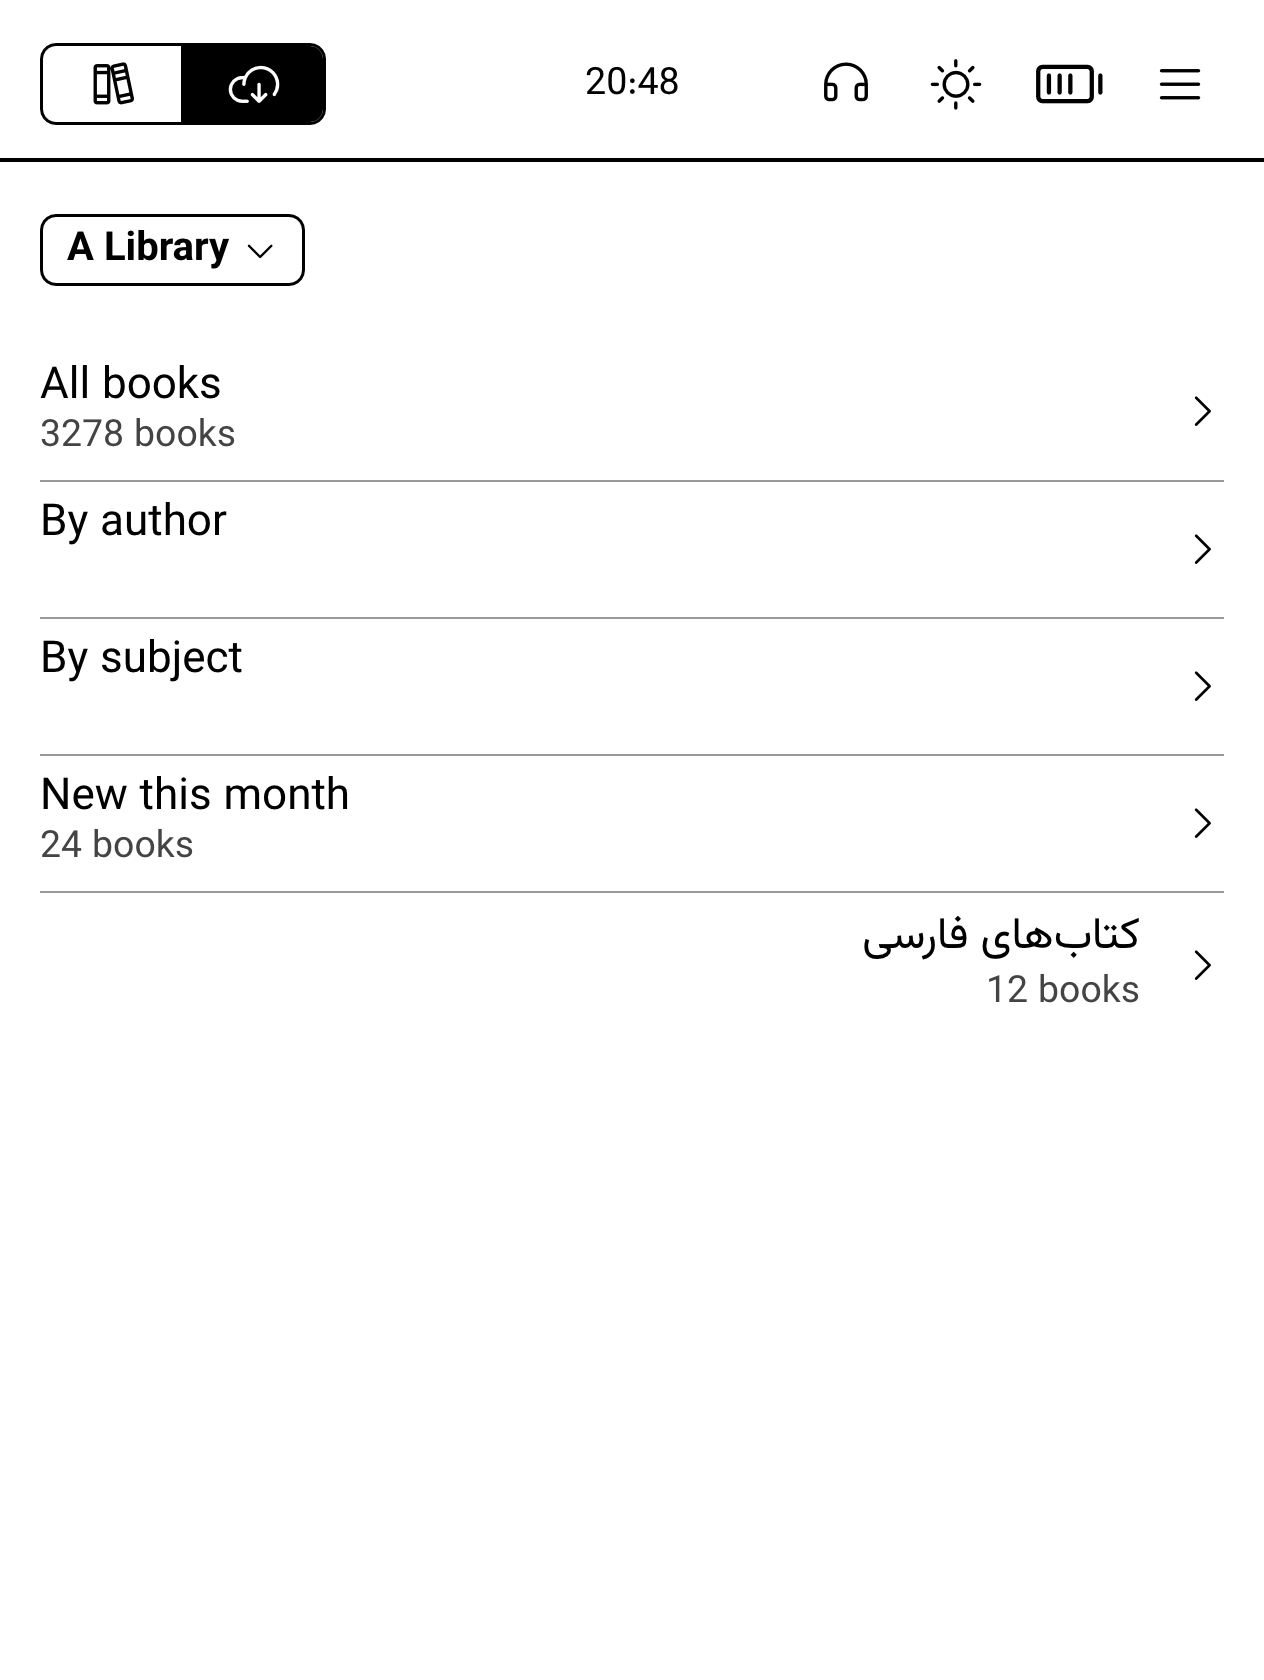 20:48
A Library
All books
3278 books
By author
By subject
New this month
24 books
کتاب‌های فارسی
12 books